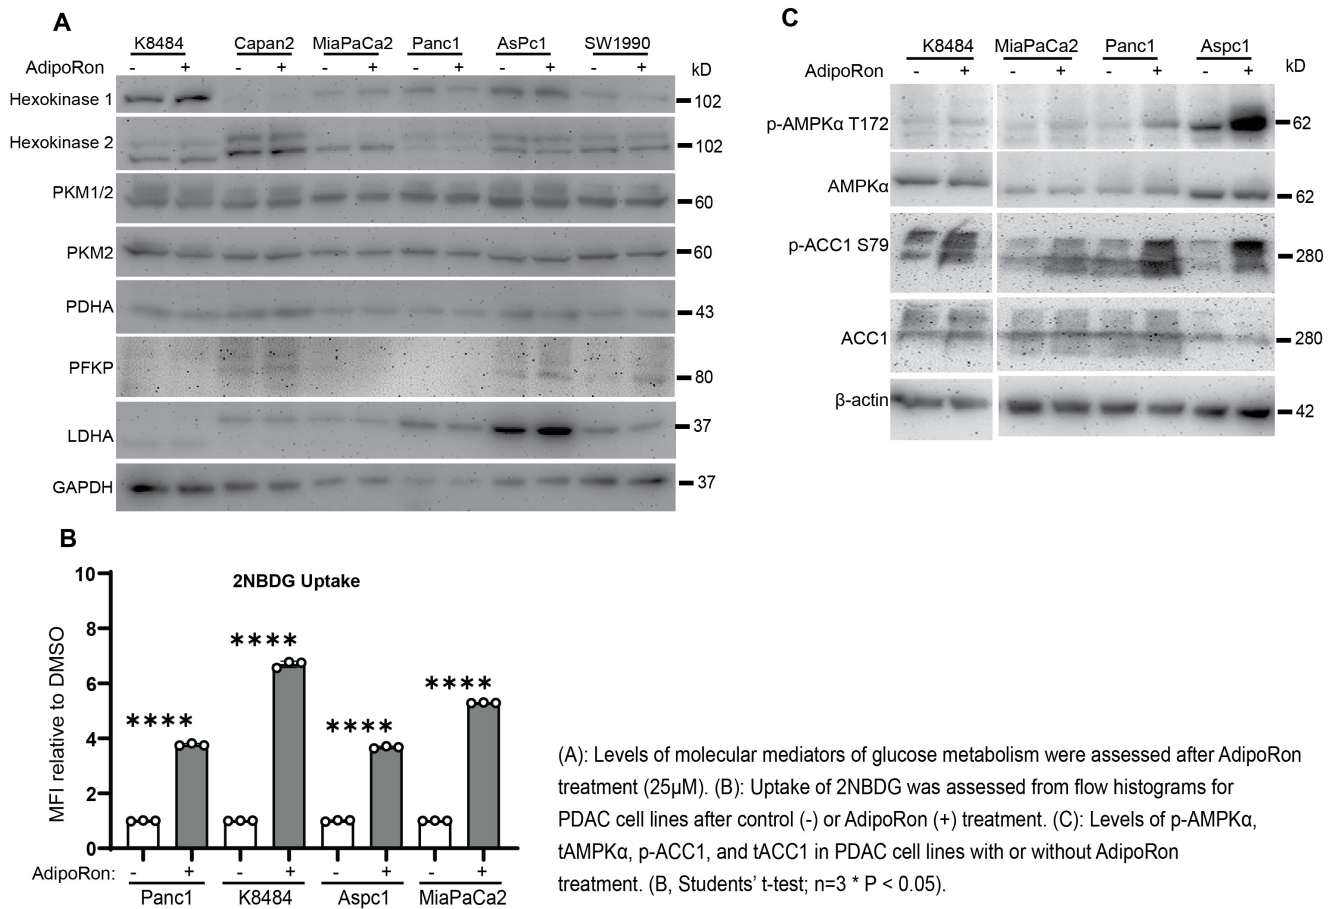 A
K8484 Capan2 MiaPaCa2 Panc1 AsPc1 SW1990
AdipoRon - + - + - + - + - + - + kD
Hexokinase 1 102
Hexokinase 2 102
PKM1/2 60
PKM2 60
PDHA 43
PFKP 80
LDHA 37
GAPDH 37
C
K8484 MiaPaCa2 Panc1 Aspc1
AdipoRon - + - + - + - + kD
p-AMPKα T172 62
AMPKα 62
p-ACC1 S79 280
ACC1 280
β-actin 42
B
2NBDG Uptake
MFI relative to DMSO
10
8
6
4
2
0
**** **** **** ****
AdipoRon: - + - + - + - +
Panc1 K8484 Aspc1 MiaPaCa2
(A): Levels of molecular mediators of glucose metabolism were assessed after AdipoRon
treatment (25µM). (B): Uptake of 2NBDG was assessed from flow histograms for
PDAC cell lines after control (-) or AdipoRon (+) treatment. (C): Levels of p-AMPKα,
tAMPKα, p-ACC1, and tACC1 in PDAC cell lines with or without AdipoRon
treatment. (B, Students’ t-test; n=3 * P < 0.05).